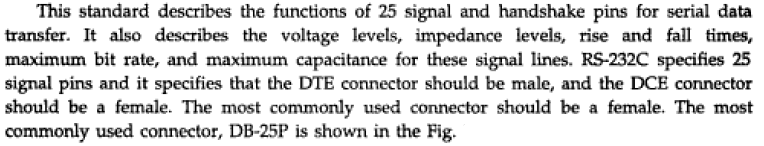 This standard describes the functions of 25 signal and handshake pins for serial data
transfer. It also describes the voltage levels, impedance levels, rise and fall times,
maximum bit rate, and maximum capacitance for these signal lines. RS-232C specifies 25
signal pins and it specifies that the DTE connector should be male, and the DCE connector
should be a female. The most commonly used connector should be a female. The most
commonly used connector, DB-25P is shown in the Fig.